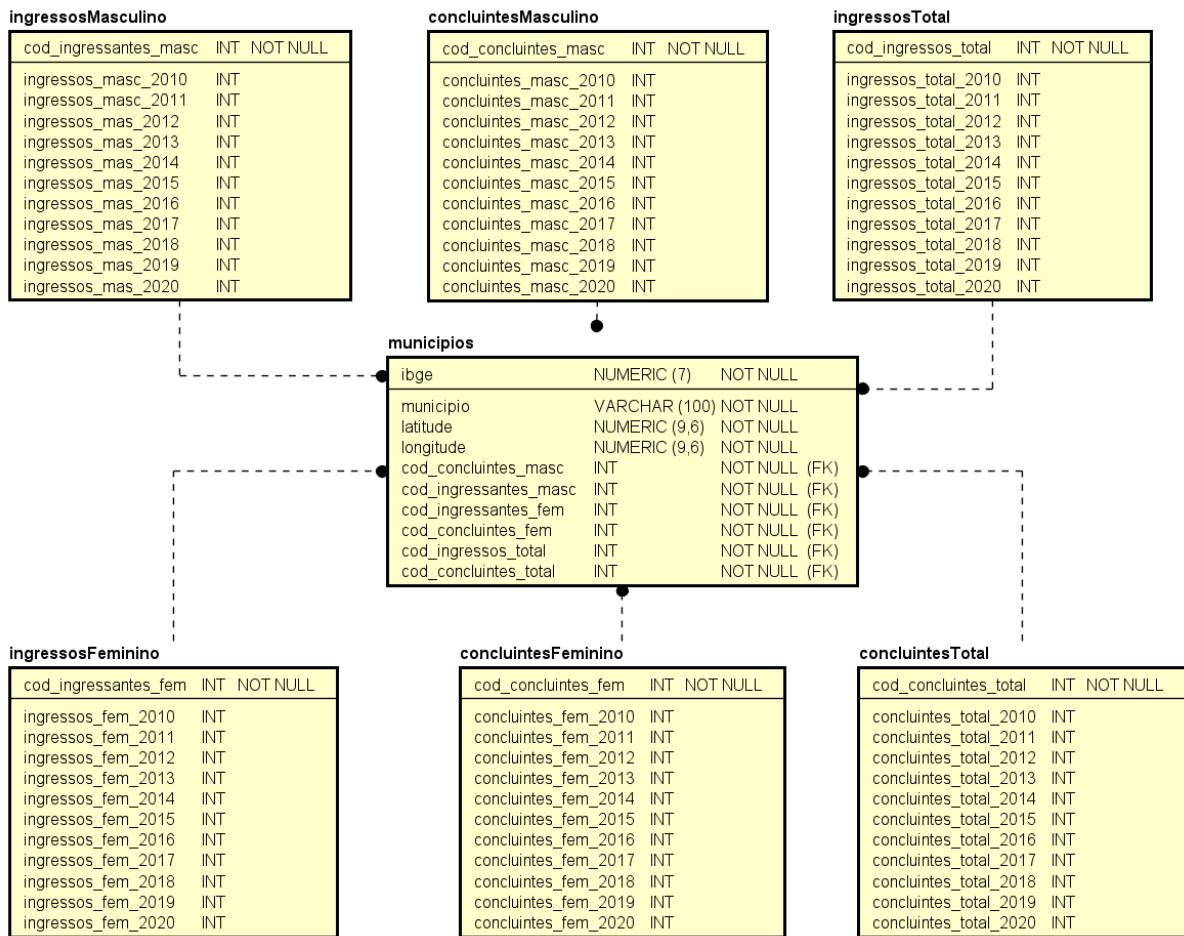 ingressosMasculino
cod_ingressantes_masc INT NOT NULL
ingressos_masc_2010 INT
ingressos_masc_2011 INT
ingressos_mas_2012 INT
ingressos_mas_2013 INT
ingressos_mas_2014 INT
ingressos_mas_2015 INT
ingressos_mas_2016 INT
ingressos_mas_2017 INT
ingressos_mas_2018 INT
ingressos_mas_2019 INT
ingressos_mas_2020 INT
concluintesMasculino
cod_concluintes_masc INT NOT NULL
concluintes_masc_2010 INT
concluintes_masc_2011 INT
concluintes_masc_2012 INT
concluintes_masc_2013 INT
concluintes_masc_2014 INT
concluintes_masc_2015 INT
concluintes_masc_2016 INT
concluintes_masc_2017 INT
concluintes_masc_2018 INT
concluintes_masc_2019 INT
concluintes_masc_2020 INT
ingressosTotal
cod_ingressos_total INT NOT NULL
ingressos_total_2010 INT
ingressos_total_2011 INT
ingressos_total_2012 INT
ingressos_total_2013 INT
ingressos_total_2014 INT
ingressos_total_2015 INT
ingressos_total_2016 INT
ingressos_total_2017 INT
ingressos_total_2018 INT
ingressos_total_2019 INT
ingressos_total_2020 INT
municipios
ibge NUMERIC (7) NOT NULL
municipio VARCHAR (100) NOT NULL
latitude NUMERIC (9,6) NOT NULL
longitude NUMERIC (9,6) NOT NULL
cod_concluintes_masc INT NOT NULL (FK)
cod_ingressantes_masc INT NOT NULL (FK)
cod_ingressantes_fem INT NOT NULL (FK)
cod_concluintes_fem INT NOT NULL (FK)
cod_ingressos_total INT NOT NULL (FK)
cod_concluintes_total INT NOT NULL (FK)
ingressosFeminino
cod_ingressantes_fem INT NOT NULL
ingressos_fem_2010 INT
ingressos_fem_2011 INT
ingressos_fem_2012 INT
ingressos_fem_2013 INT
ingressos_fem_2014 INT
ingressos_fem_2015 INT
ingressos_fem_2016 INT
ingressos_fem_2017 INT
ingressos_fem_2018 INT
ingressos_fem_2019 INT
ingressos_fem_2020 INT
concluintesFeminino
cod_concluintes_fem INT NOT NULL
concluintes_fem_2010 INT
concluintes_fem_2011 INT
concluintes_fem_2012 INT
concluintes_fem_2013 INT
concluintes_fem_2014 INT
concluintes_fem_2015 INT
concluintes_fem_2016 INT
concluintes_fem_2017 INT
concluintes_fem_2018 INT
concluintes_fem_2019 INT
concluintes_fem_2020 INT
concluintesTotal
cod_concluintes_total INT NOT NULL
concluintes_total_2010 INT
concluintes_total_2011 INT
concluintes_total_2012 INT
concluintes_total_2013 INT
concluintes_total_2014 INT
concluintes_total_2015 INT
concluintes_total_2016 INT
concluintes_total_2017 INT
concluintes_total_2018 INT
concluintes_total_2019 INT
concluintes_total_2020 INT